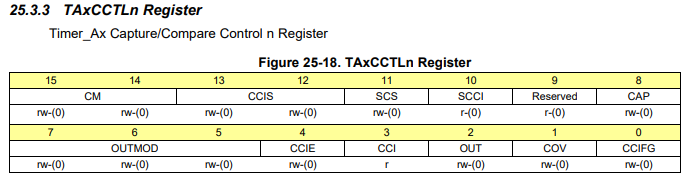 25.3.3 TAxCCTLn Register
Timer_Ax Capture/Compare Control n Register
Figure 25-18. TAxCCTLn Register
15 14 13 12 11 10 9 8
CM CCIS SCS SCCI Reserved CAP
rw-(0) rw-(0) rw-(0) rw-(0) rw-(0) r-(0) r-(0) rw-(0)
7 6 5 4 3 2 1 0
OUTMOD CCIE CCI OUT COV CCIFG
rw-(0) rw-(0) rw-(0) rw-(0) r rw-(0) rw-(0) rw-(0)